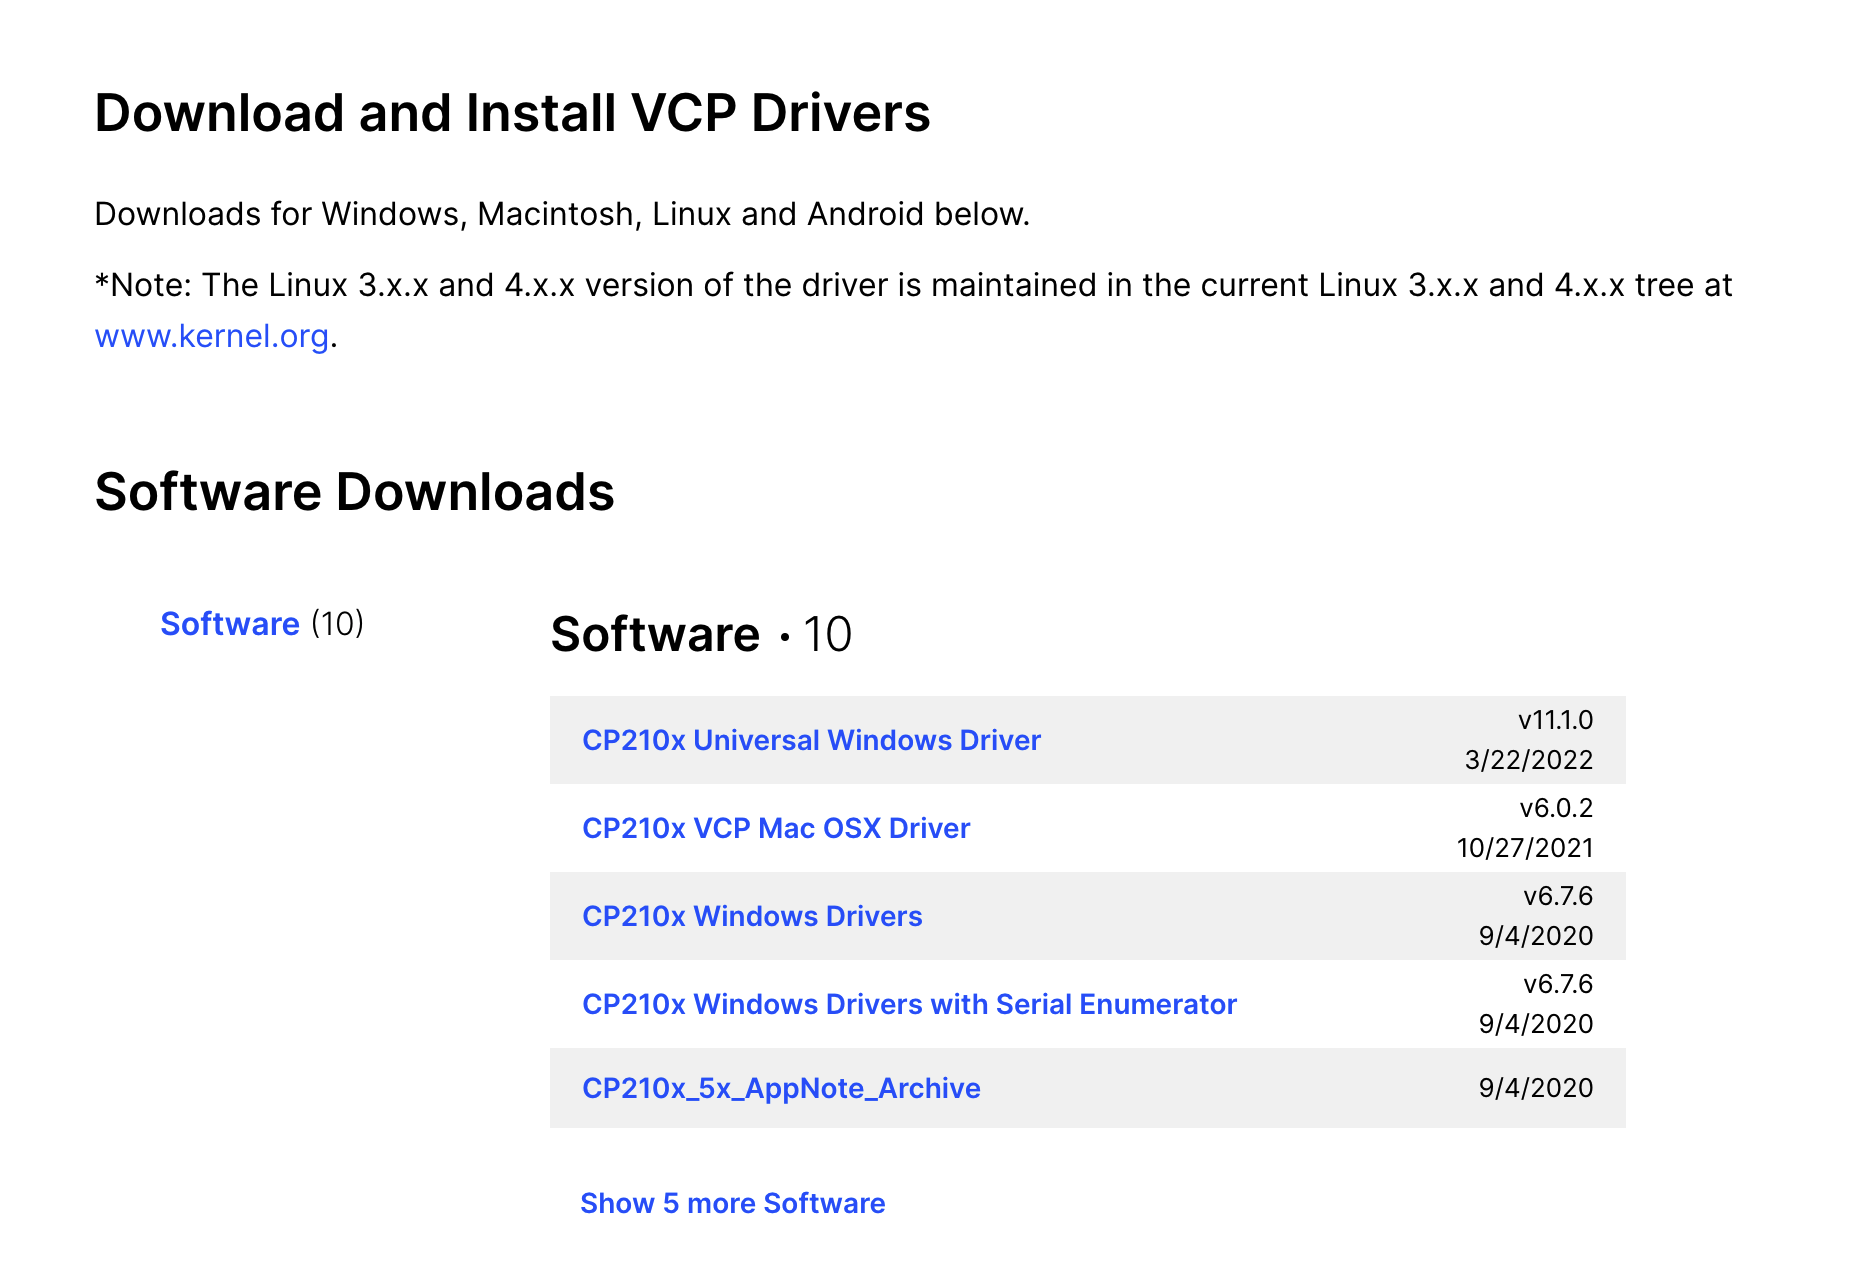 Download and Install VCP Drivers
Downloads for Windows, Macintosh, Linux and Android below.
*Note: The Linux 3.x.x and 4.x.x version of the driver is maintained in the current Linux 3.x.x and 4.x.x tree at
www.kernel.org.
Software Downloads
Software (10)
Software • 10
CP210x Universal Windows Driver
v11.1.0
3/22/2022
CP210x VCP Mac OSX Driver
v6.0.2
10/27/2021
CP210x Windows Drivers
v6.7.6
9/4/2020
CP210x Windows Drivers with Serial Enumerator
v6.7.6
9/4/2020
CP210x_5x_AppNote_Archive
9/4/2020
Show 5 more Software